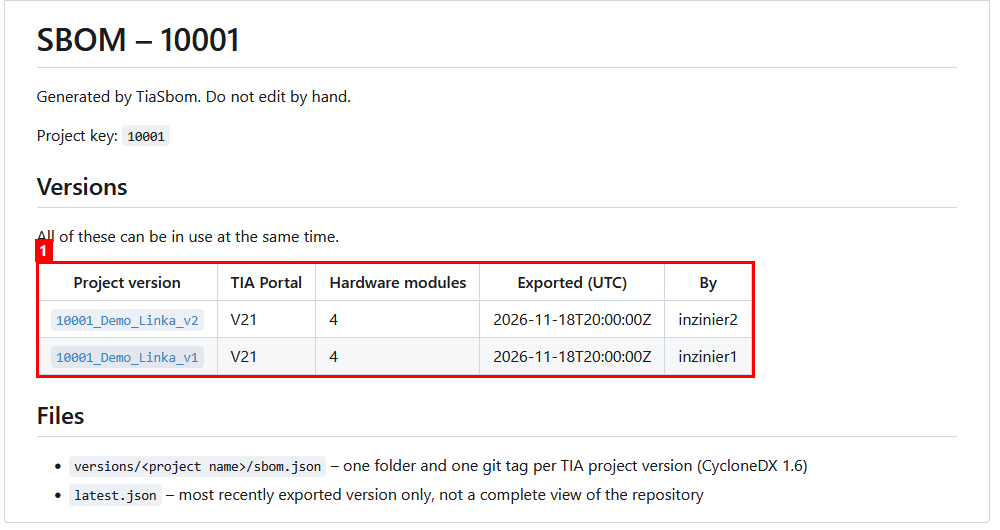 SBOM – 10001
Generated by TiaSbom. Do not edit by hand.
Project key: 10001
Versions
All of these can be in use at the same time.
1
Project version TIA Portal Hardware modules Exported (UTC) By
10001_Demo_Linka_v2 V21 4 2026-11-18T20:00:00Z inzinier2
10001_Demo_Linka_v1 V21 4 2026-11-18T20:00:00Z inzinier1
Files
• versions/<project name>/sbom.json – one folder and one git tag per TIA project version (CycloneDX 1.6)
• latest.json – most recently exported version only, not a complete view of the repository